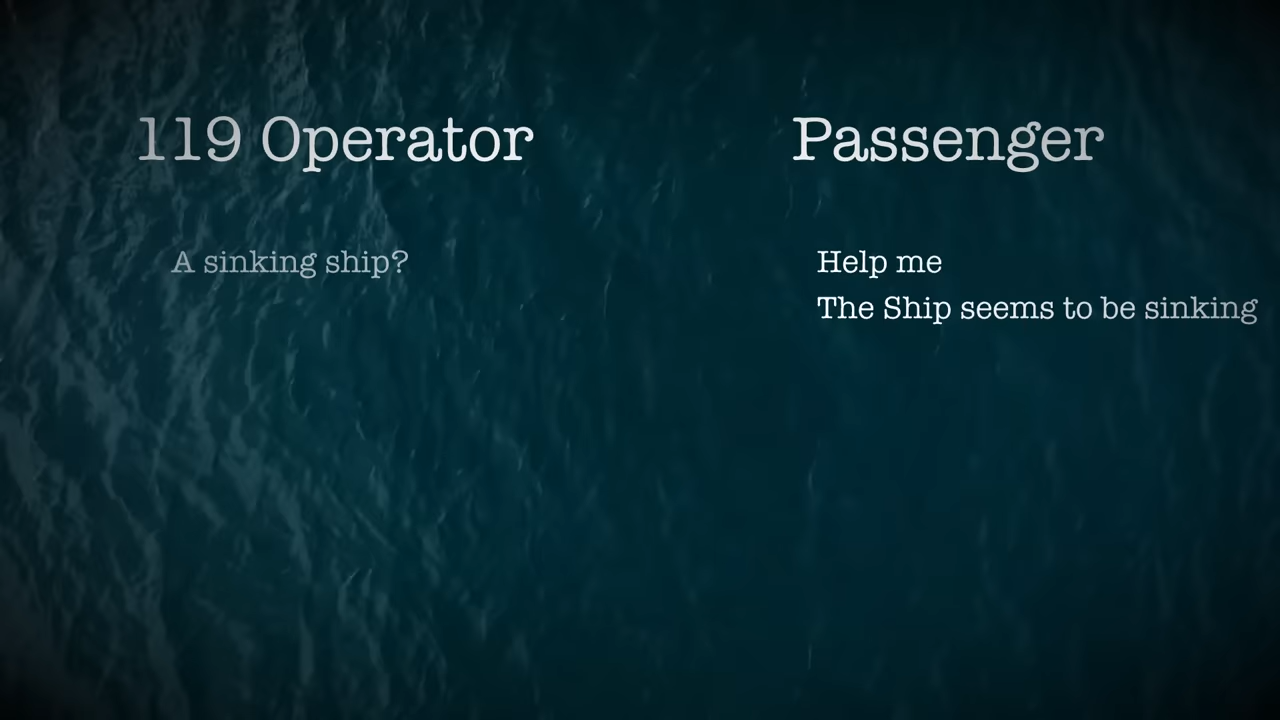 119 Operator
Passenger
A sinking ship?
Help me
The Ship seems to be sinking